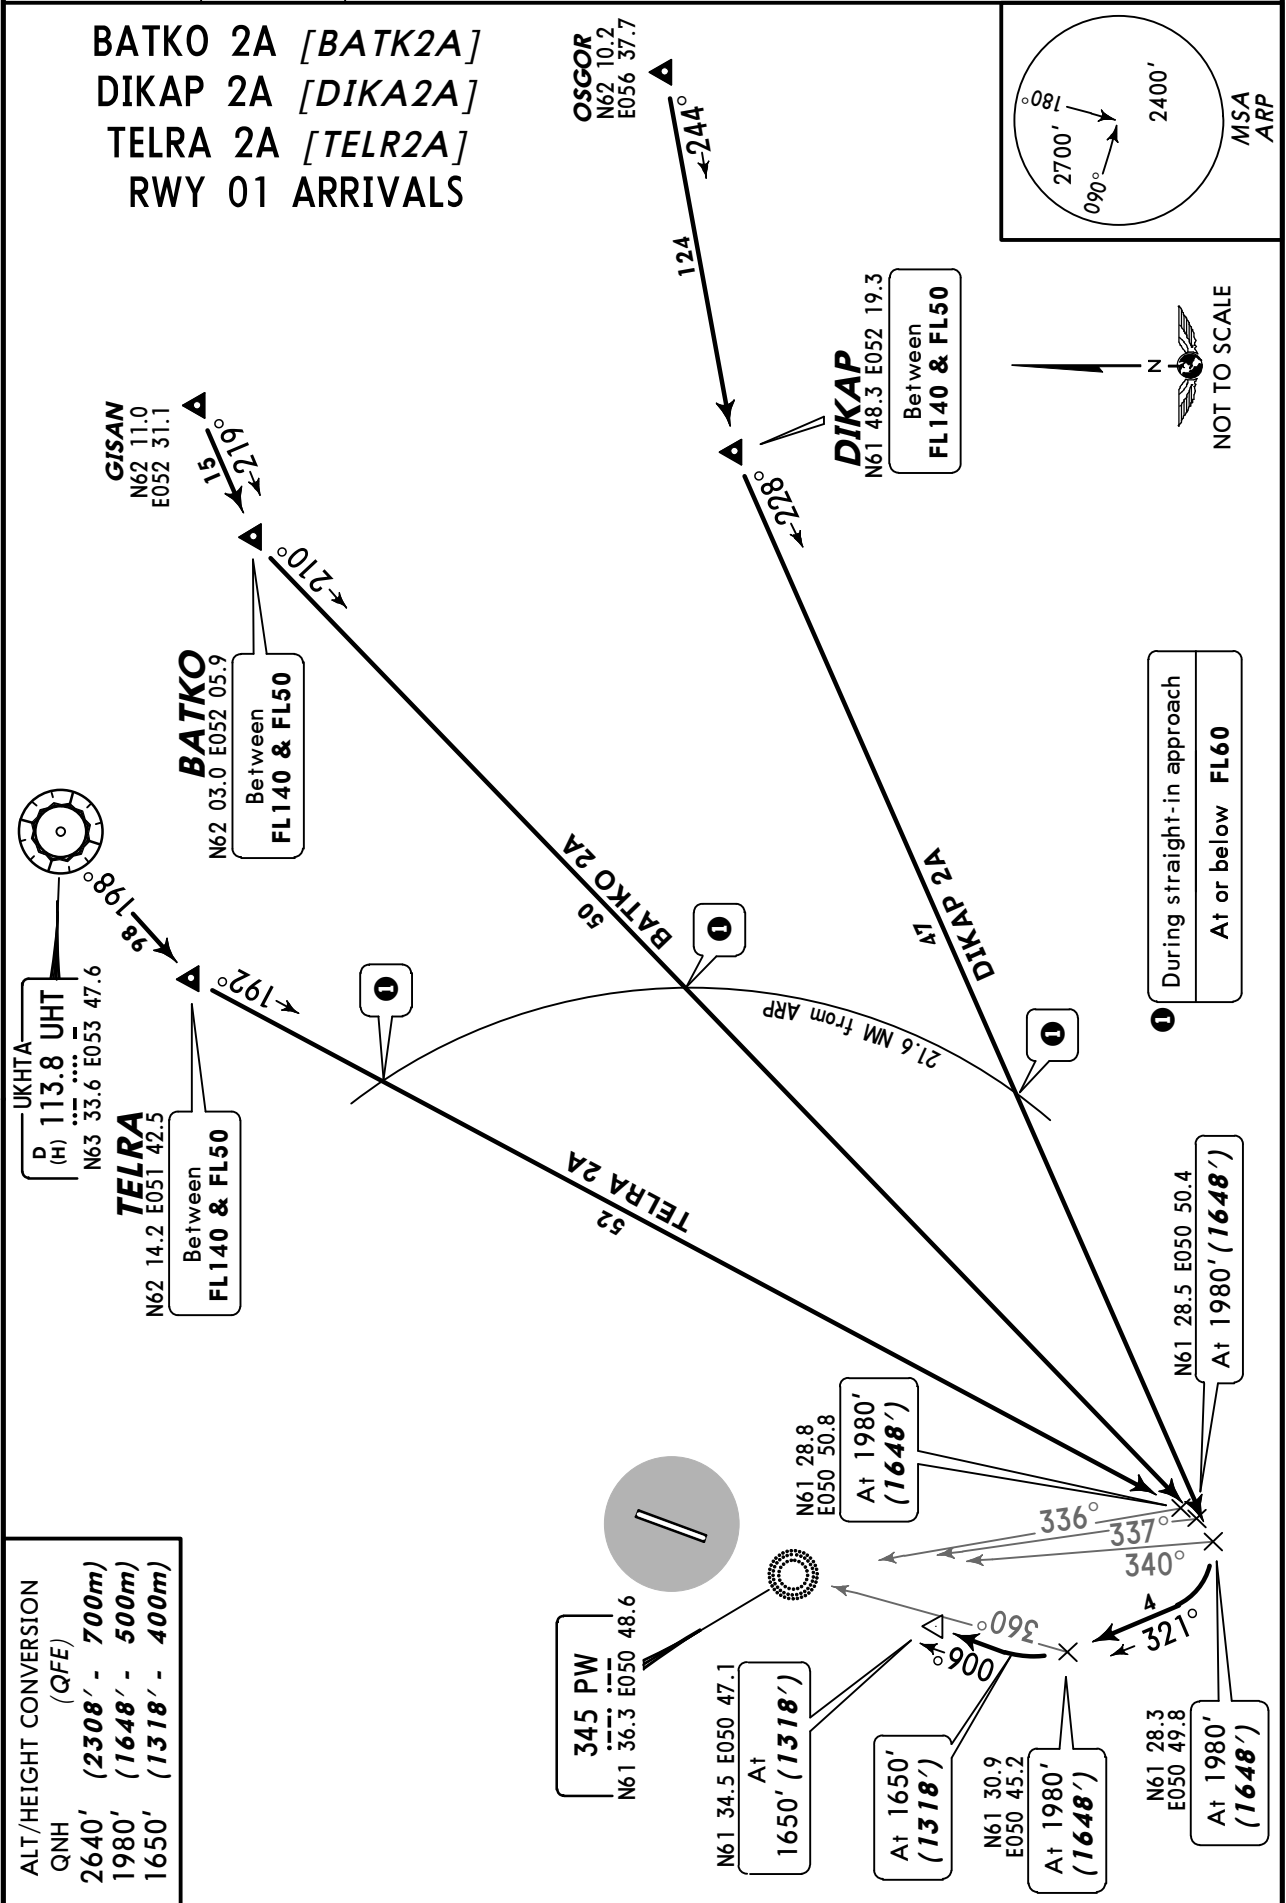 BATKO 2A [BATK2A]
DIKAP 2A [DIKA2A]
TELRA 2A [TELR2A]
RWY 01 ARRIVALS
OSGOR
N62 10.2
E056 37.7
244°
124
MSA
ARP
180°
090°
2700'
2400'
GISAN
N62 11.0
E052 31.1
219°
15
BATKO
N62 03.0 E052 05.9
Between
FL140 & FL50
210°
BATKO 2A
50
DIKAP
N61 48.3 E052 19.3
Between
FL140 & FL50
228°
DIKAP 2A
47
N
NOT TO SCALE
UKHTA
D
(H)
113.8 UHT
N63 33.6 E053 47.6
198°
98
TELRA
N62 14.2 E051 42.5
Between
FL140 & FL50
192°
TELRA 2A
52
1
1
1
21.6 NM from ARP
1
During straight-in approach
At or below FL60
N61 28.5 E050 50.4
At 1980' (1648')
N61 28.8
E050 50.8
At 1980'
(1648')
336°
337°
340°
360°
4
321°
006°
345 PW
N61 36.3 E050 48.6
N61 34.5 E050 47.1
At
1650' (1318')
At 1650'
(1318')
N61 30.9
E050 45.2
At 1980'
(1648')
N61 28.3
E050 49.8
At 1980'
(1648')
ALT/HEIGHT CONVERSION
QNH (QFE)
2640' (2308' - 700m)
1980' (1648' - 500m)
1650' (1318' - 400m)